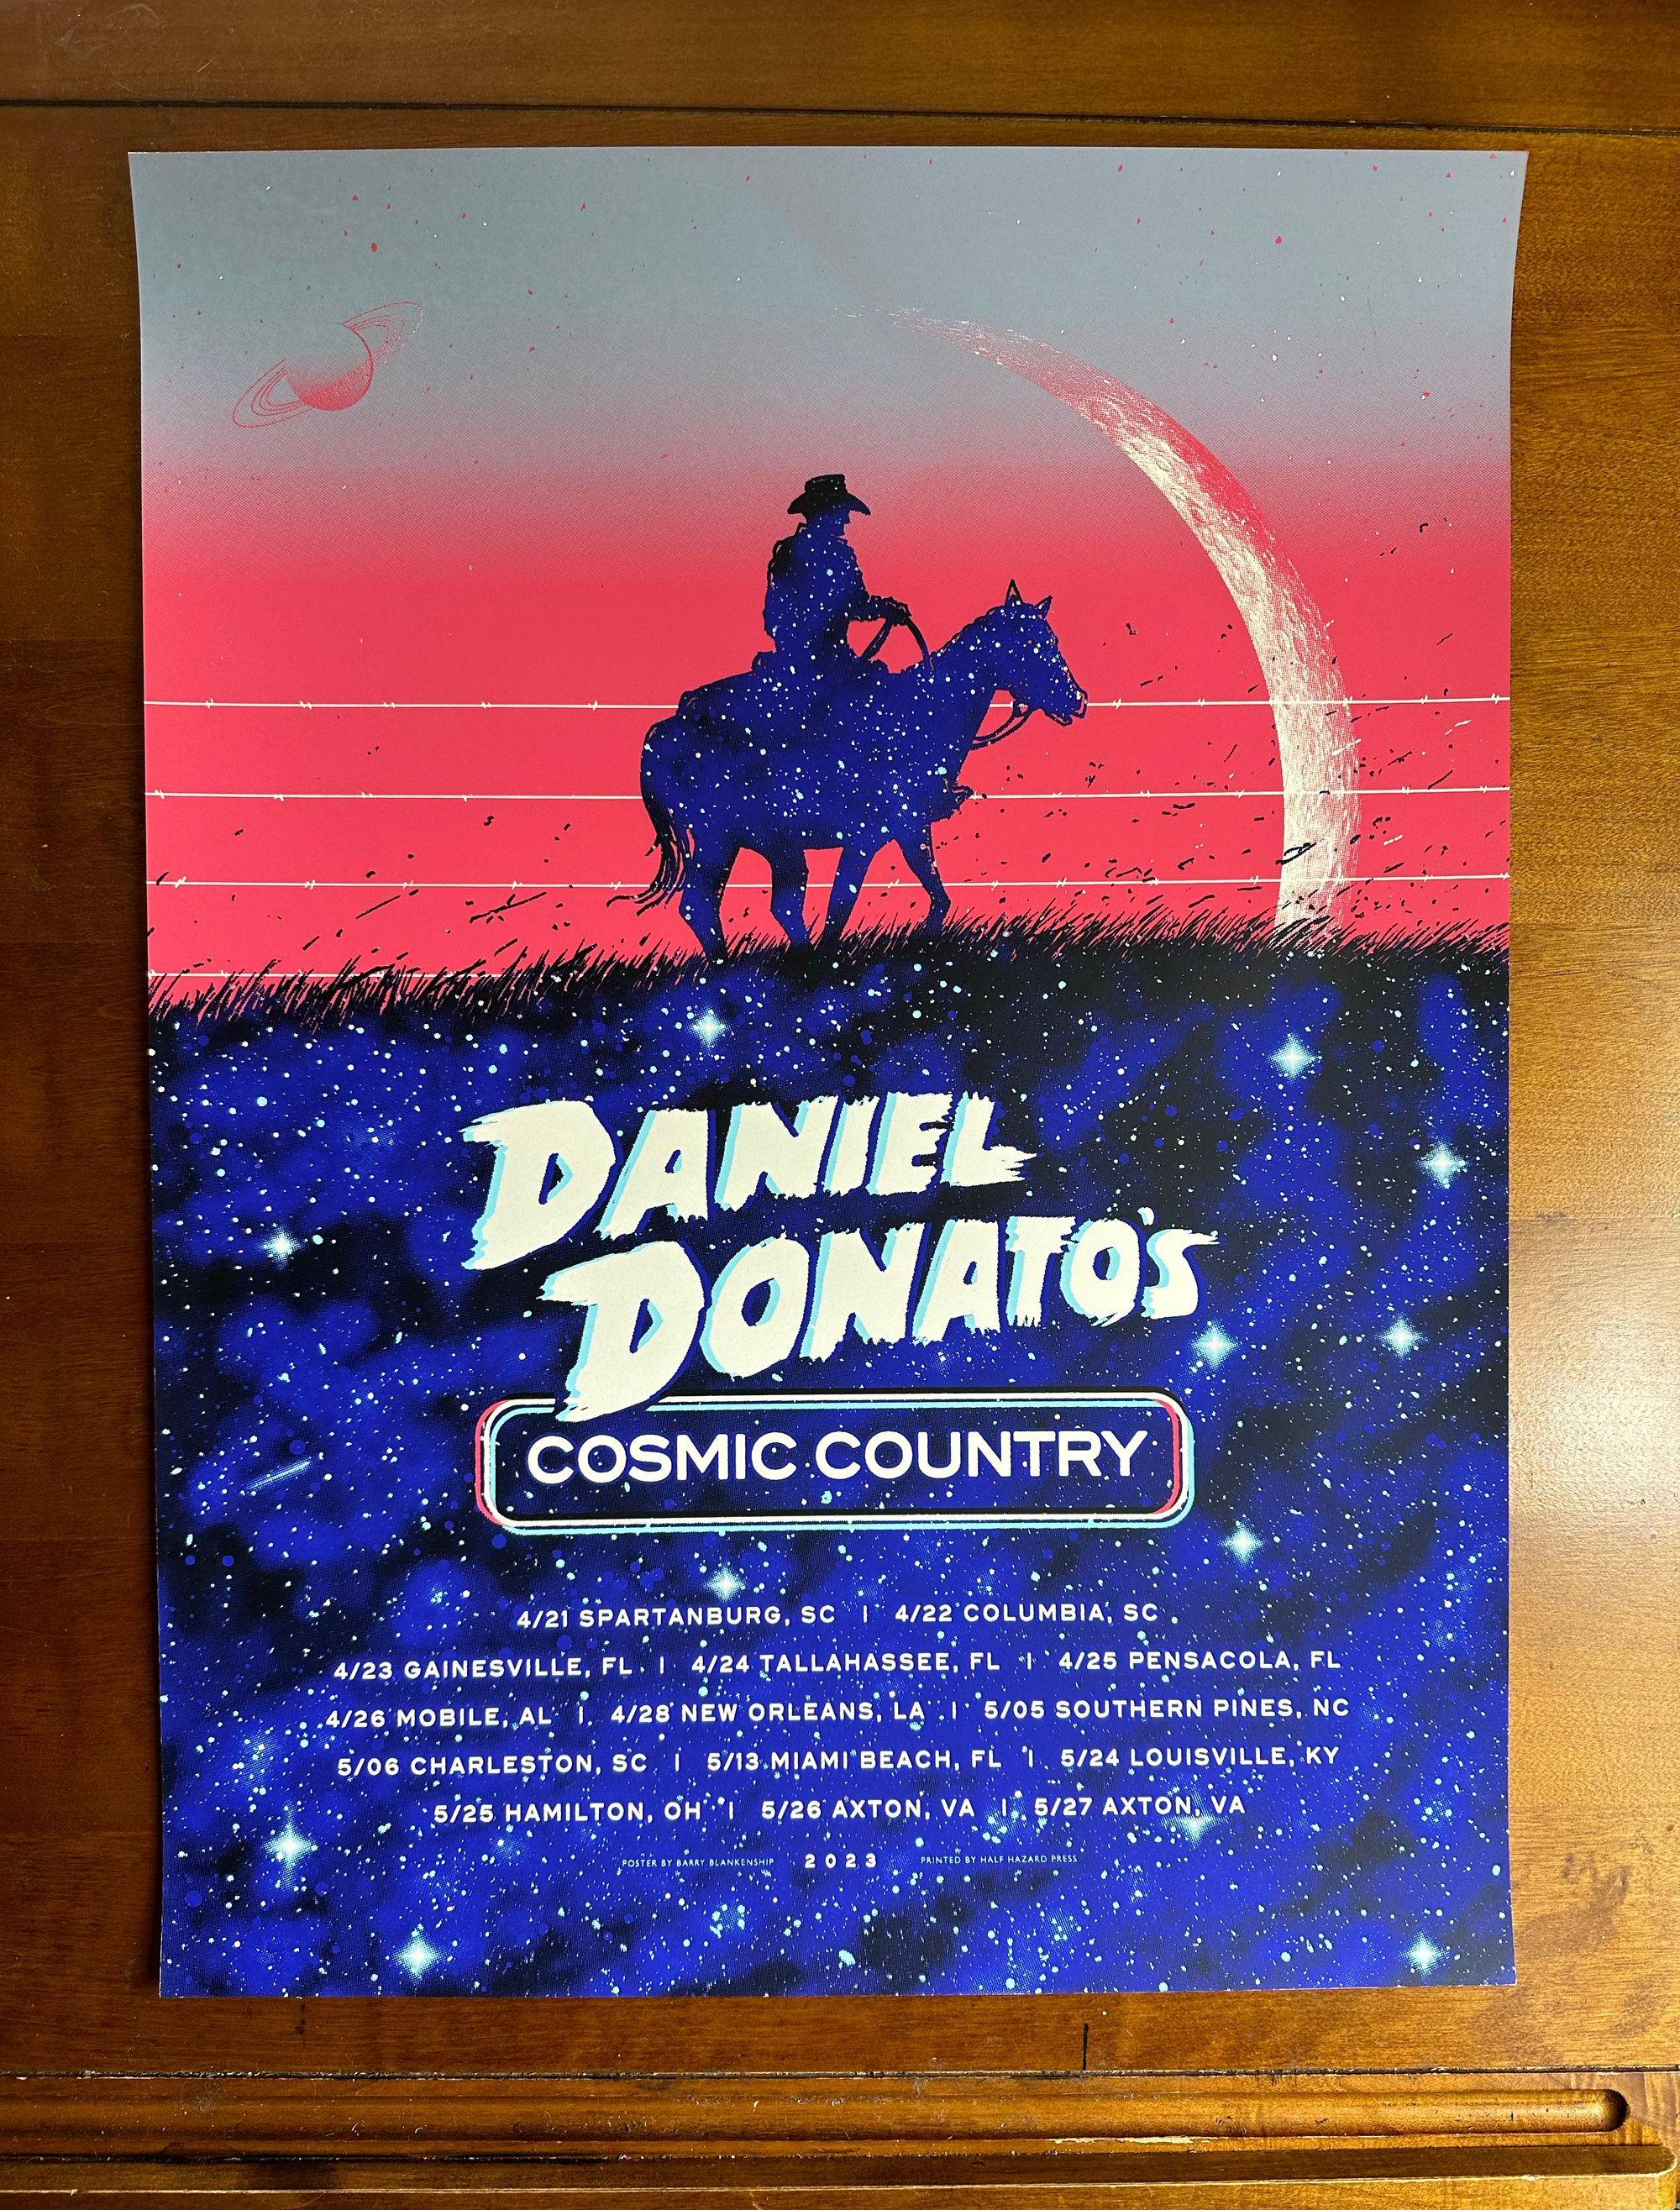 DANIEL
DONATO'S
COSMIC COUNTRY
4/21 SPARTANBURG, SC | 4/22 COLUMBIA, SC
4/23 GAINESVILLE, FL | 4/24 TALLAHASSEE, FL | 4/25 PENSACOLA, FL
4/26 MOBILE, AL | 4/28 NEW ORLEANS, LA | 5/05 SOUTHERN PINES, NC
5/06 CHARLESTON, SC | 5/13 MIAMI BEACH, FL | 5/24 LOUISVILLE, KY
5/25 HAMILTON, OH | 5/26 AXTON, VA | 5/27 AXTON, VA
POSTER BY BARRY BLANKENSHIP 2023 PRINTED BY HALF HAZARD PRESS